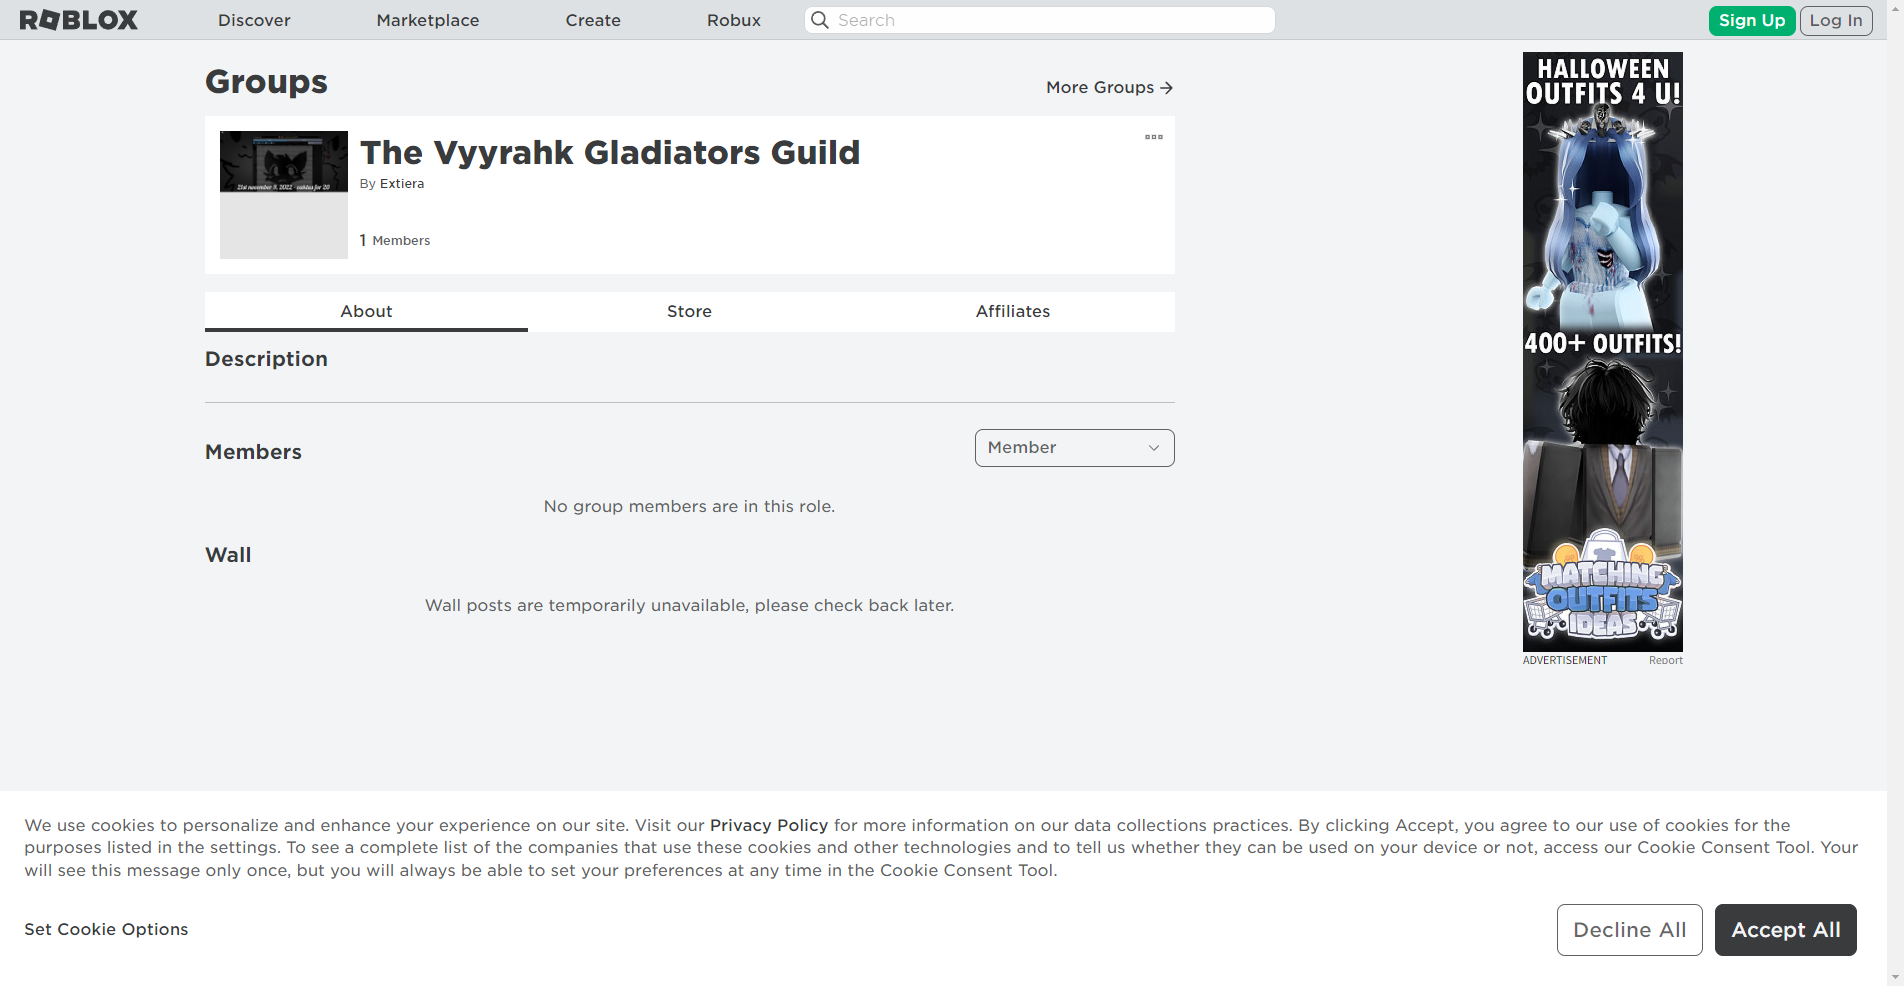 ROBLOX
Discover
Marketplace
Create
Robux
Search
Sign Up
Log In
Groups
More Groups →
The Vyyrahk Gladiators Guild
By Extiera
1 Members
About
Store
Affiliates
Description
Members
Member
No group members are in this role.
Wall
Wall posts are temporarily unavailable, please check back later.
HALLOWEEN
OUTFITS 4 U!
400+ OUTFITS!
MATCHING
OUTFITS
IDEAS
ADVERTISEMENT
Report
We use cookies to personalize and enhance your experience on our site. Visit our Privacy Policy for more information on our data collections practices. By clicking Accept, you agree to our use of cookies for the
purposes listed in the settings. To see a complete list of the companies that use these cookies and other technologies and to tell us whether they can be used on your device or not, access our Cookie Consent Tool. Your
will see this message only once, but you will always be able to set your preferences at any time in the Cookie Consent Tool.
Set Cookie Options
Decline All
Accept All